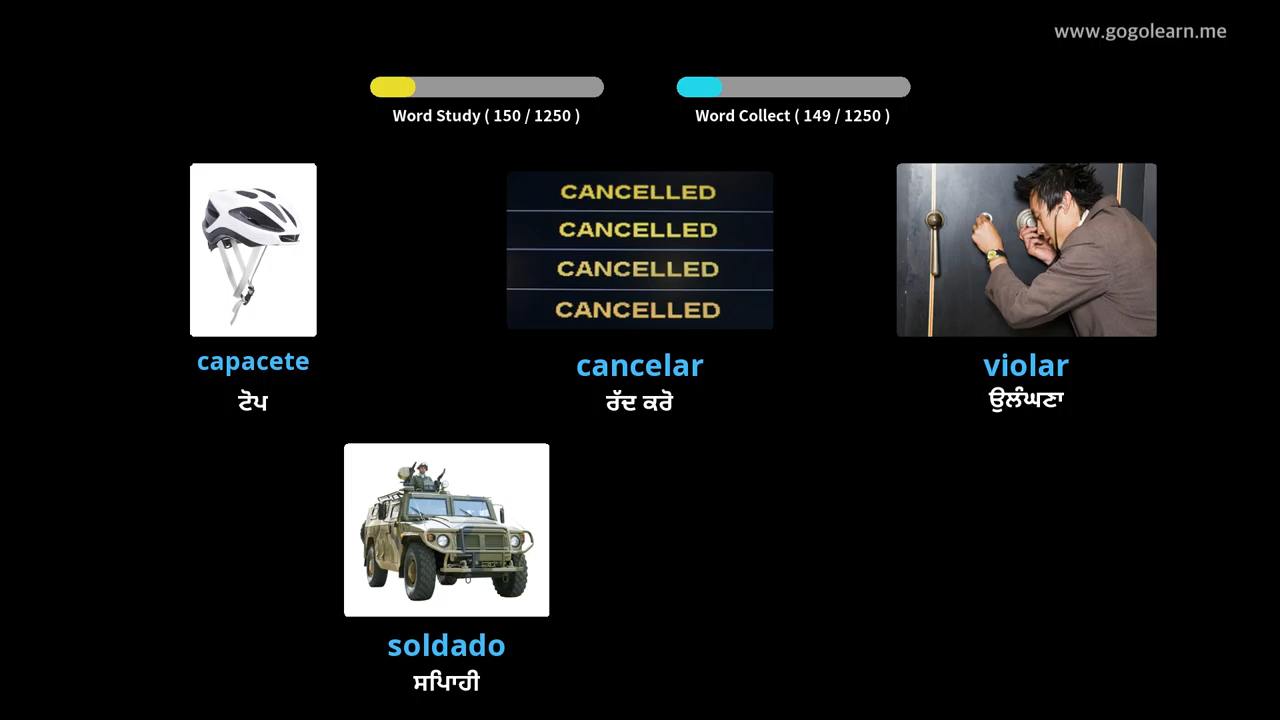 www.gogolearn.me
Word Study ( 150 / 1250 )
Word Collect ( 149 / 1250 )
CANCELLED
CANCELLED
CANCELLED
CANCELLED
capacete
ਟੋਪ
cancelar
ਰੱਦ ਕਰੋ
violar
ਉਲੰਘਣਾ
soldado
ਸਿਪਾਹੀ